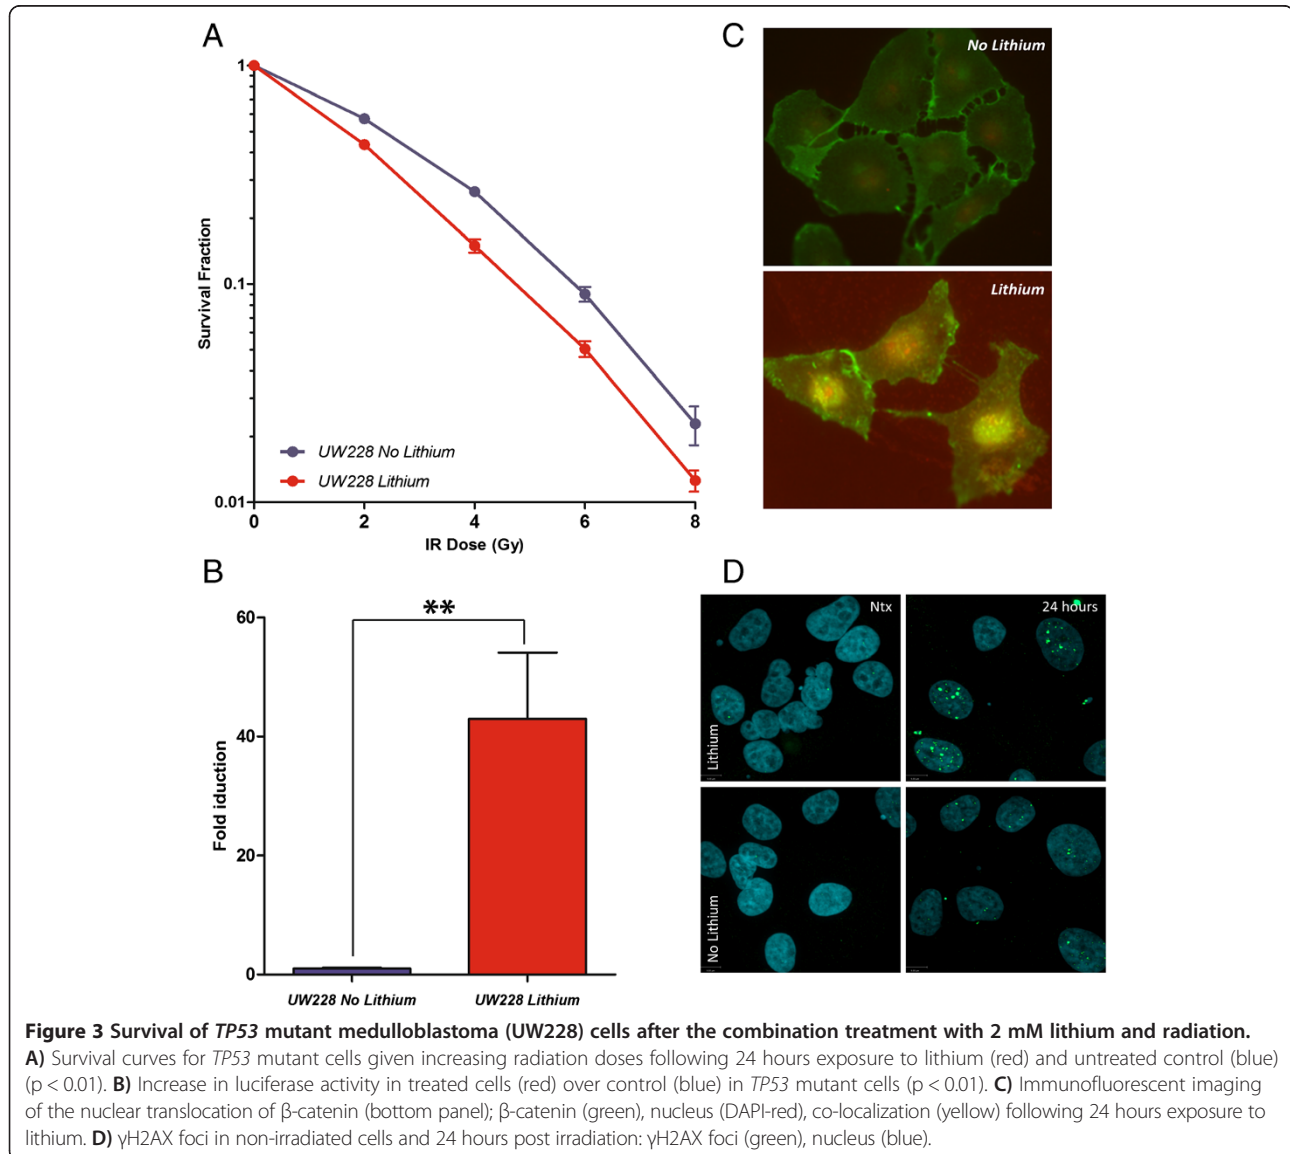 A
1
0.1
0.01
Survival Fraction
UW228 No Lithium
UW228 Lithium
0 2 4 6 8
IR Dose (Gy)
C
No Lithium
Lithium
B
60
40
20
0
Fold iduction
**
UW228 No Lithium UW228 Lithium
D
Ntx
24 hours
Lithium
No Lithium
Figure 3 Survival of TP53 mutant medulloblastoma (UW228) cells after the combination treatment with 2 mM lithium and radiation.
A) Survival curves for TP53 mutant cells given increasing radiation doses following 24 hours exposure to lithium (red) and untreated control (blue)
(p < 0.01). B) Increase in luciferase activity in treated cells (red) over control (blue) in TP53 mutant cells (p < 0.01). C) Immunofluorescent imaging
of the nuclear translocation of β-catenin (bottom panel); β-catenin (green), nucleus (DAPI-red), co-localization (yellow) following 24 hours exposure to
lithium. D) γH2AX foci in non-irradiated cells and 24 hours post irradiation: γH2AX foci (green), nucleus (blue).